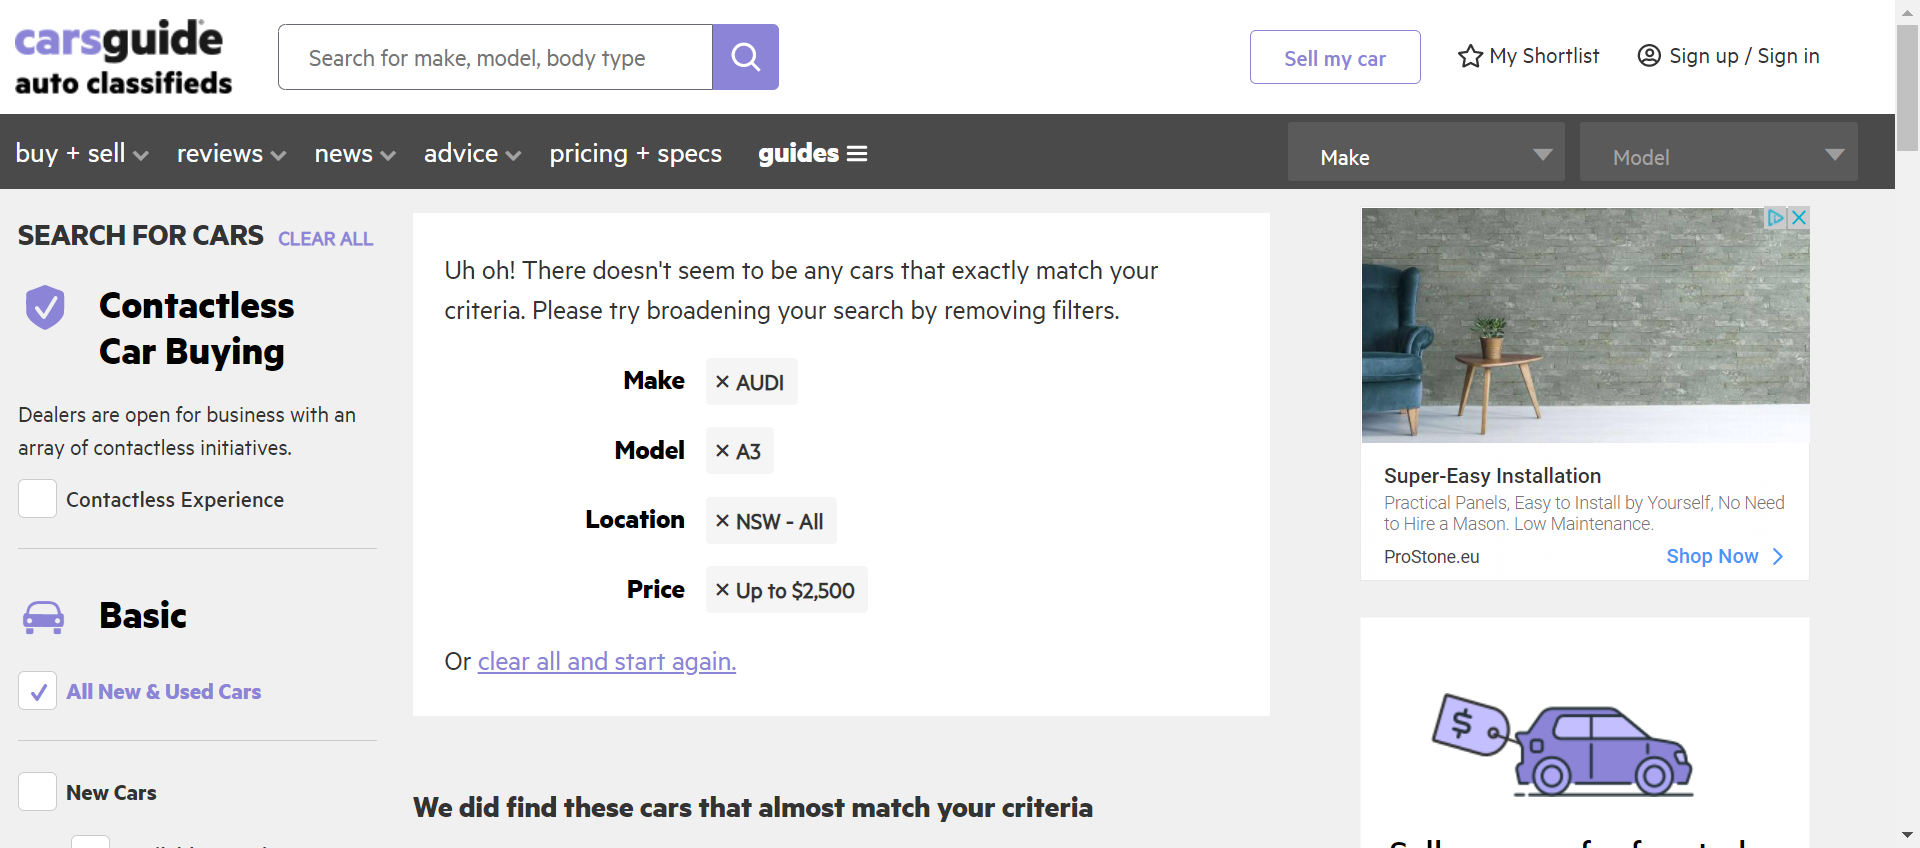 carsguide
auto classifieds
Search for make, model, body type
Sell my car
My Shortlist
Sign up / Sign in
buy + sell
reviews
news
advice
pricing + specs
guides
Make
Model
SEARCH FOR CARS CLEAR ALL
Contactless
Car Buying
Dealers are open for business with an
array of contactless initiatives.
Contactless Experience
Basic
All New & Used Cars
New Cars
Uh oh! There doesn't seem to be any cars that exactly match your
criteria. Please try broadening your search by removing filters.
Make × AUDI
Model × A3
Location × NSW - All
Price × Up to $2,500
Or clear all and start again.
We did find these cars that almost match your criteria
Super-Easy Installation
Practical Panels, Easy to Install by Yourself, No Need
to Hire a Mason. Low Maintenance.
ProStone.eu
Shop Now
$